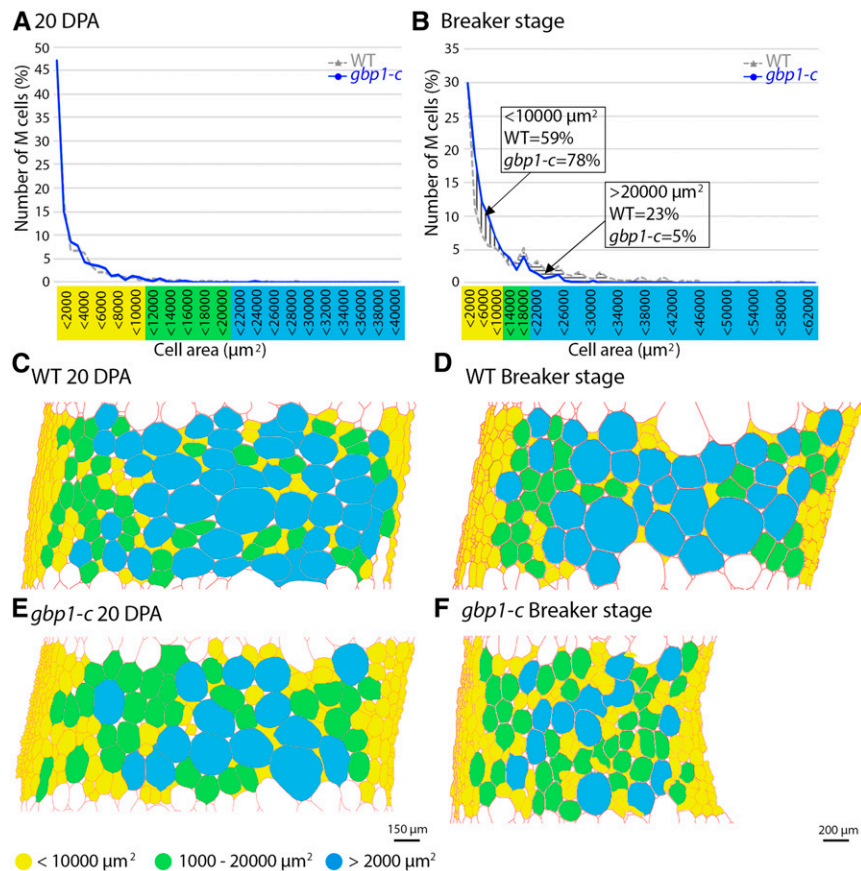 A 20 DPA
Number of M cells (%)
50
45
40
35
30
25
20
15
10
5
0
WT
gbp1-c
<2000
<4000
<6000
<8000
<10000
<12000
<14000
<16000
<18000
<20000
<22000
<24000
<26000
<28000
<30000
<32000
<34000
<36000
<38000
<40000
Cell area (µm²)
B Breaker stage
Number of M cells (%)
35
30
25
20
15
10
5
0
WT
gbp1-c
<10000 µm²
WT=59%
gbp1-c=78%
>20000 µm²
WT=23%
gbp1-c=5%
<2000
<6000
<10000
<14000
<18000
<22000
<26000
<30000
<34000
<38000
<42000
<46000
<50000
<54000
<58000
<62000
Cell area (µm²)
C WT 20 DPA
D WT Breaker stage
E gbp1-c 20 DPA
F gbp1-c Breaker stage
150 µm
200 µm
< 10000 µm²
1000 - 20000 µm²
> 2000 µm²